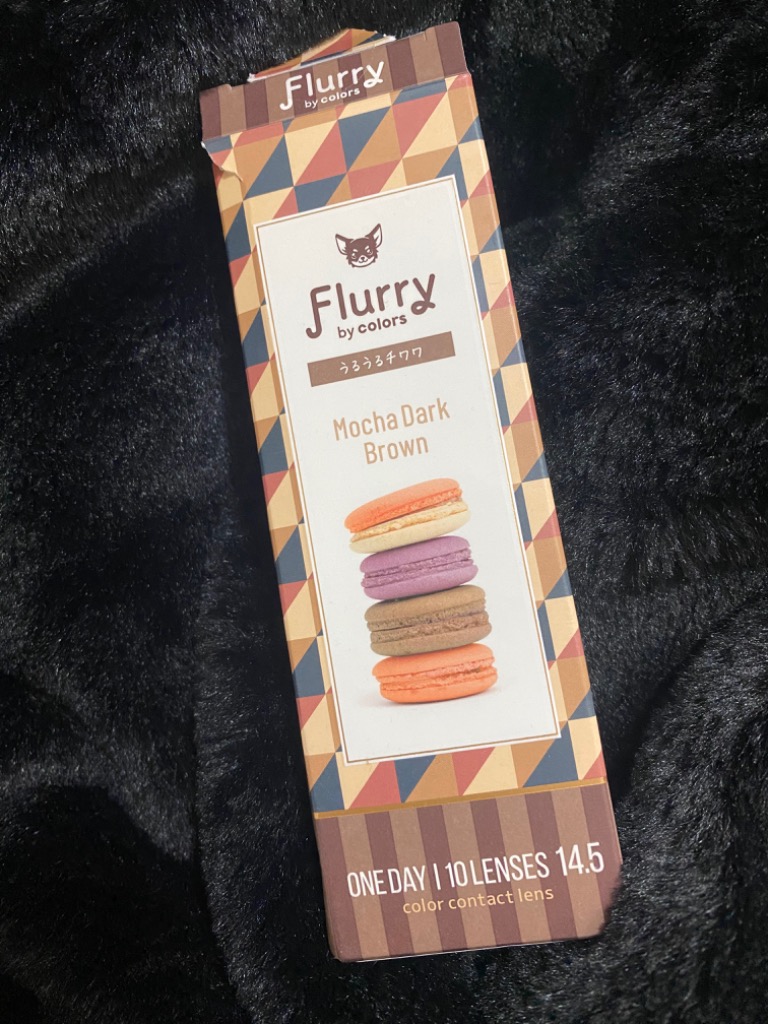 Flurry
by colors
Flurry
by colors
うるうるチワワ
Mocha Dark
Brown
ONE DAY | 10 LENSES 14.5
color contact lens